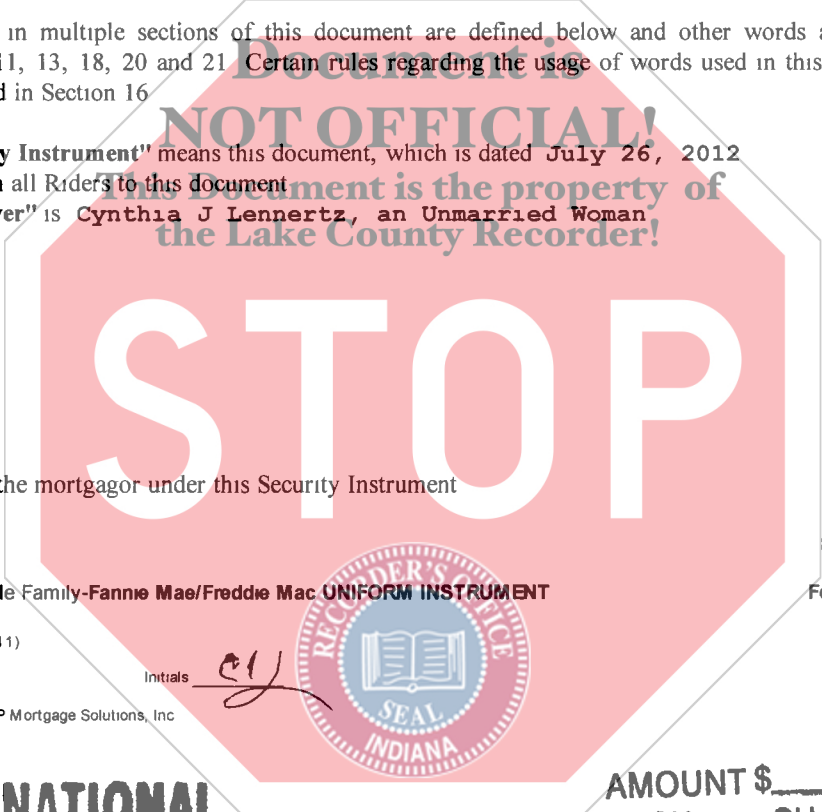 in multiple sections of this document are defined below and other words
11, 13, 18, 20 and 21 Certain rules regarding the usage of words used in this
in Section 16
Document is
NOT OFFICIAL!
This Document is the property of
the Lake County Recorder!
Instrument" means this document, which is dated July 26, 2012
all Riders to this document
is Cynthia J Lennertz, an Unmarried Woman
STOP
the mortgagor under this Security Instrument
Family-Fannie Mae/Freddie Mac UNIFORM INSTRUMENT
Initials CJL
Mortgage Solutions, Inc
RECORDER'S OFFICE
SEAL
INDIANA
NATIONAL
AMOUNT $